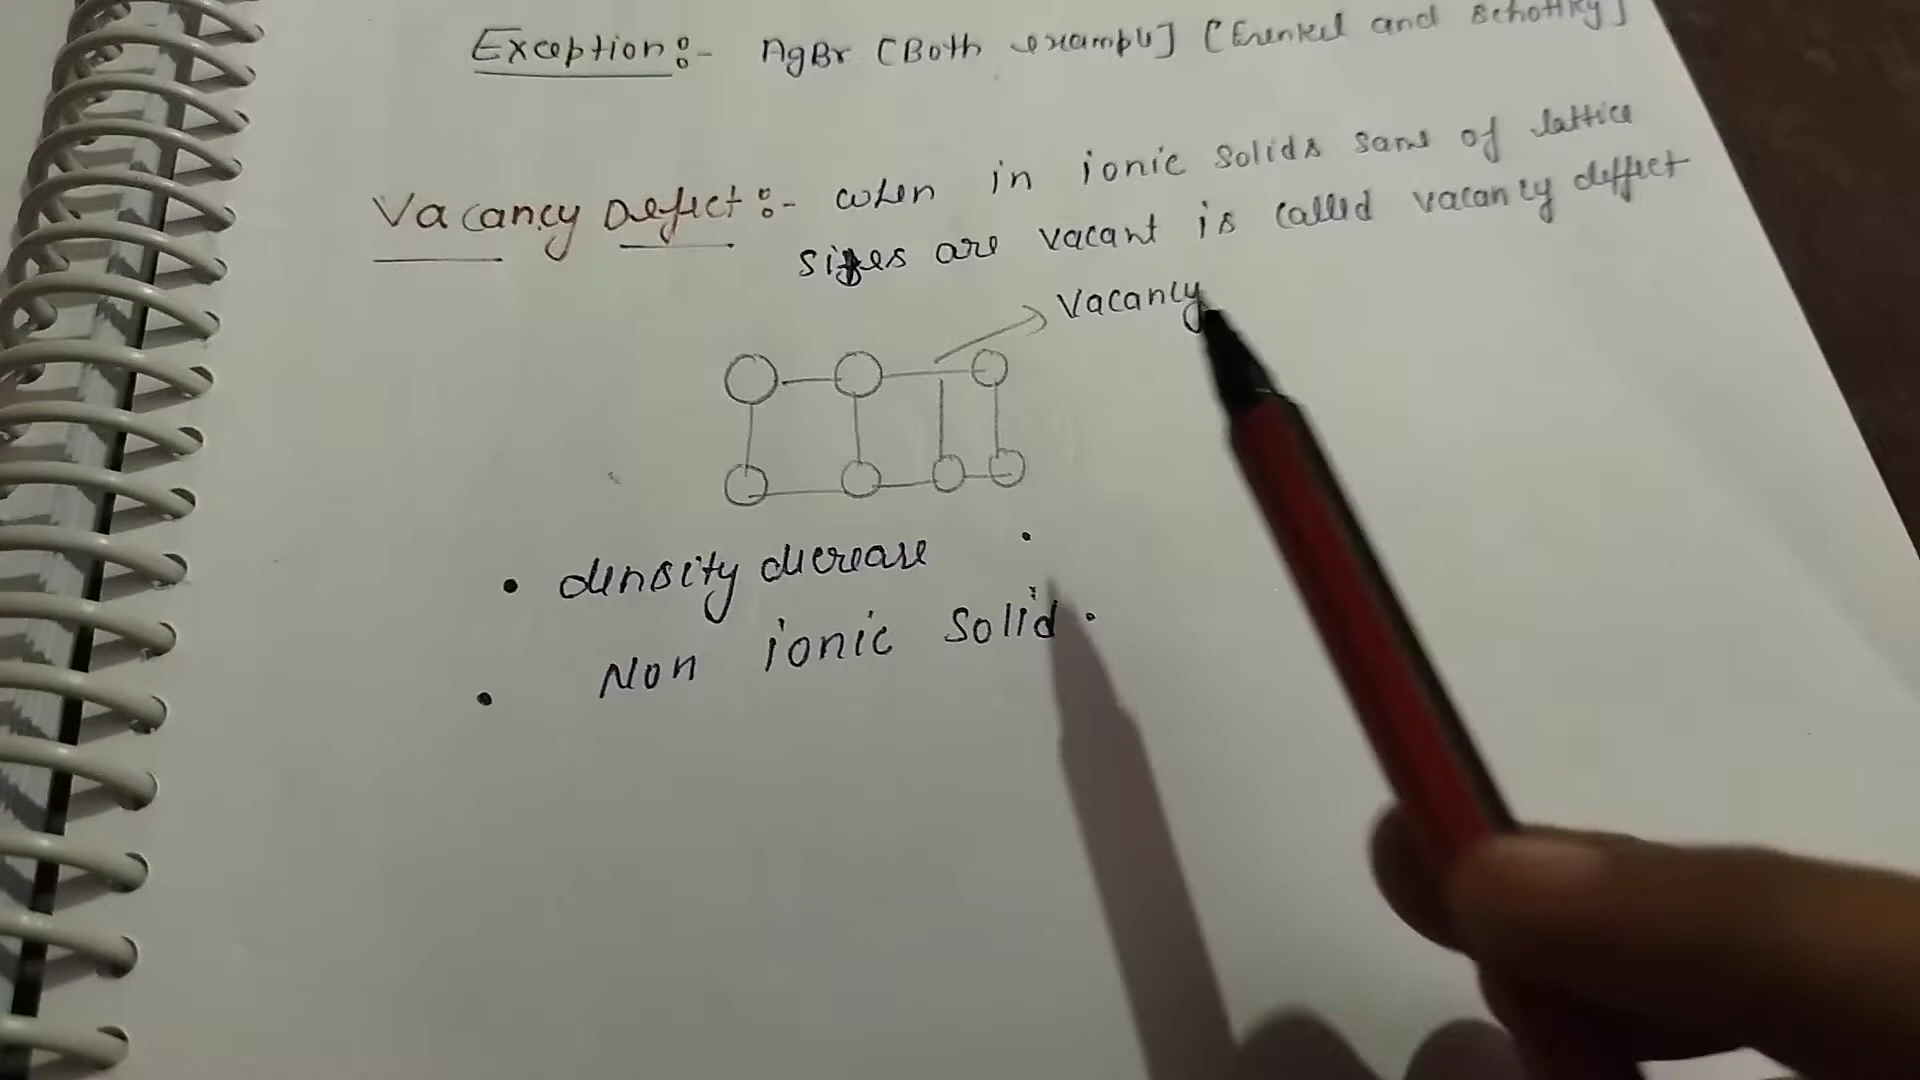 Exception:- AgBr [Both example] [Frenkel and schottky]
Vacancy Defect :- when in ionic solids some of lattice
sites are vacant is called vacancy deffect
Vacancy
• density decrease
• Non ionic solid.